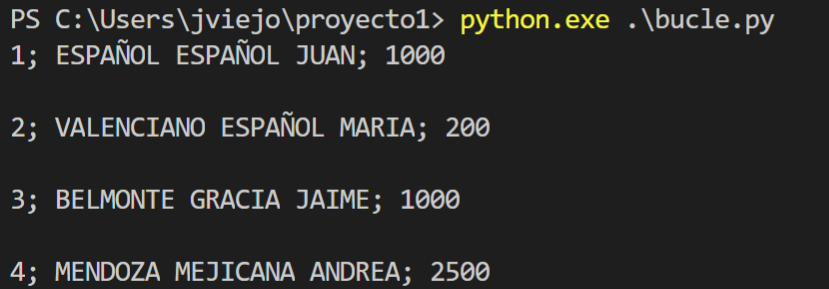 PS C:\Users\jviejo\proyecto1> python.exe .\bucle.py
1; ESPAÑOL ESPAÑOL JUAN; 1000
2; VALENCIANO ESPAÑOL MARIA; 200
3; BELMONTE GRACIA JAIME; 1000
4; MENDOZA MEJICANA ANDREA; 2500